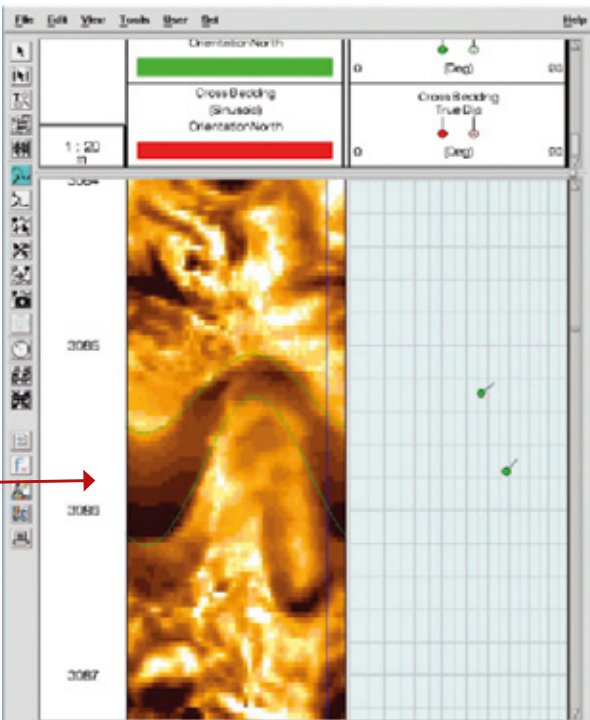 File Edit View Tools User Set Help
OrientationNorth
0 (Deg) 90
Cross Bedding
(Sinusoid)
OrientationNorth
Cross Bedding
True Dip
1 : 20
m
0 (Deg) 90
3084
3085
3086
3087